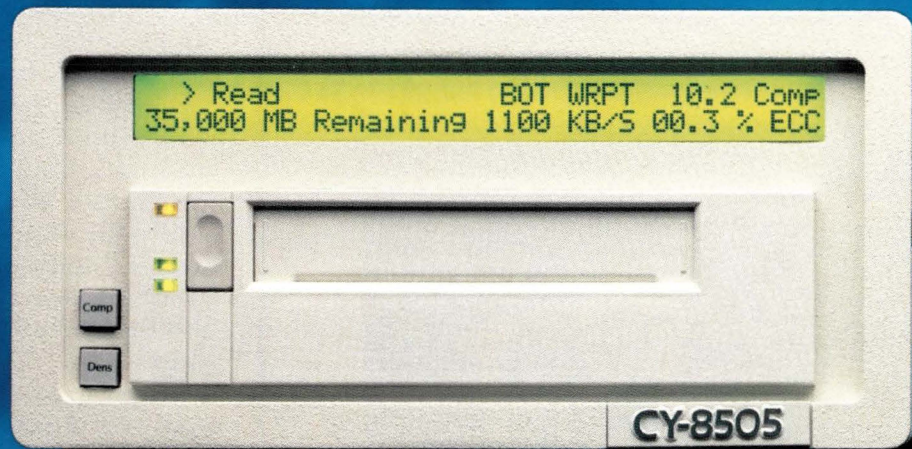 > Read BOT WRPT 10.2 Comp
35,000 MB Remaining 1100 KB/S 00.3 % ECC
Comp
Dens
CY-8505